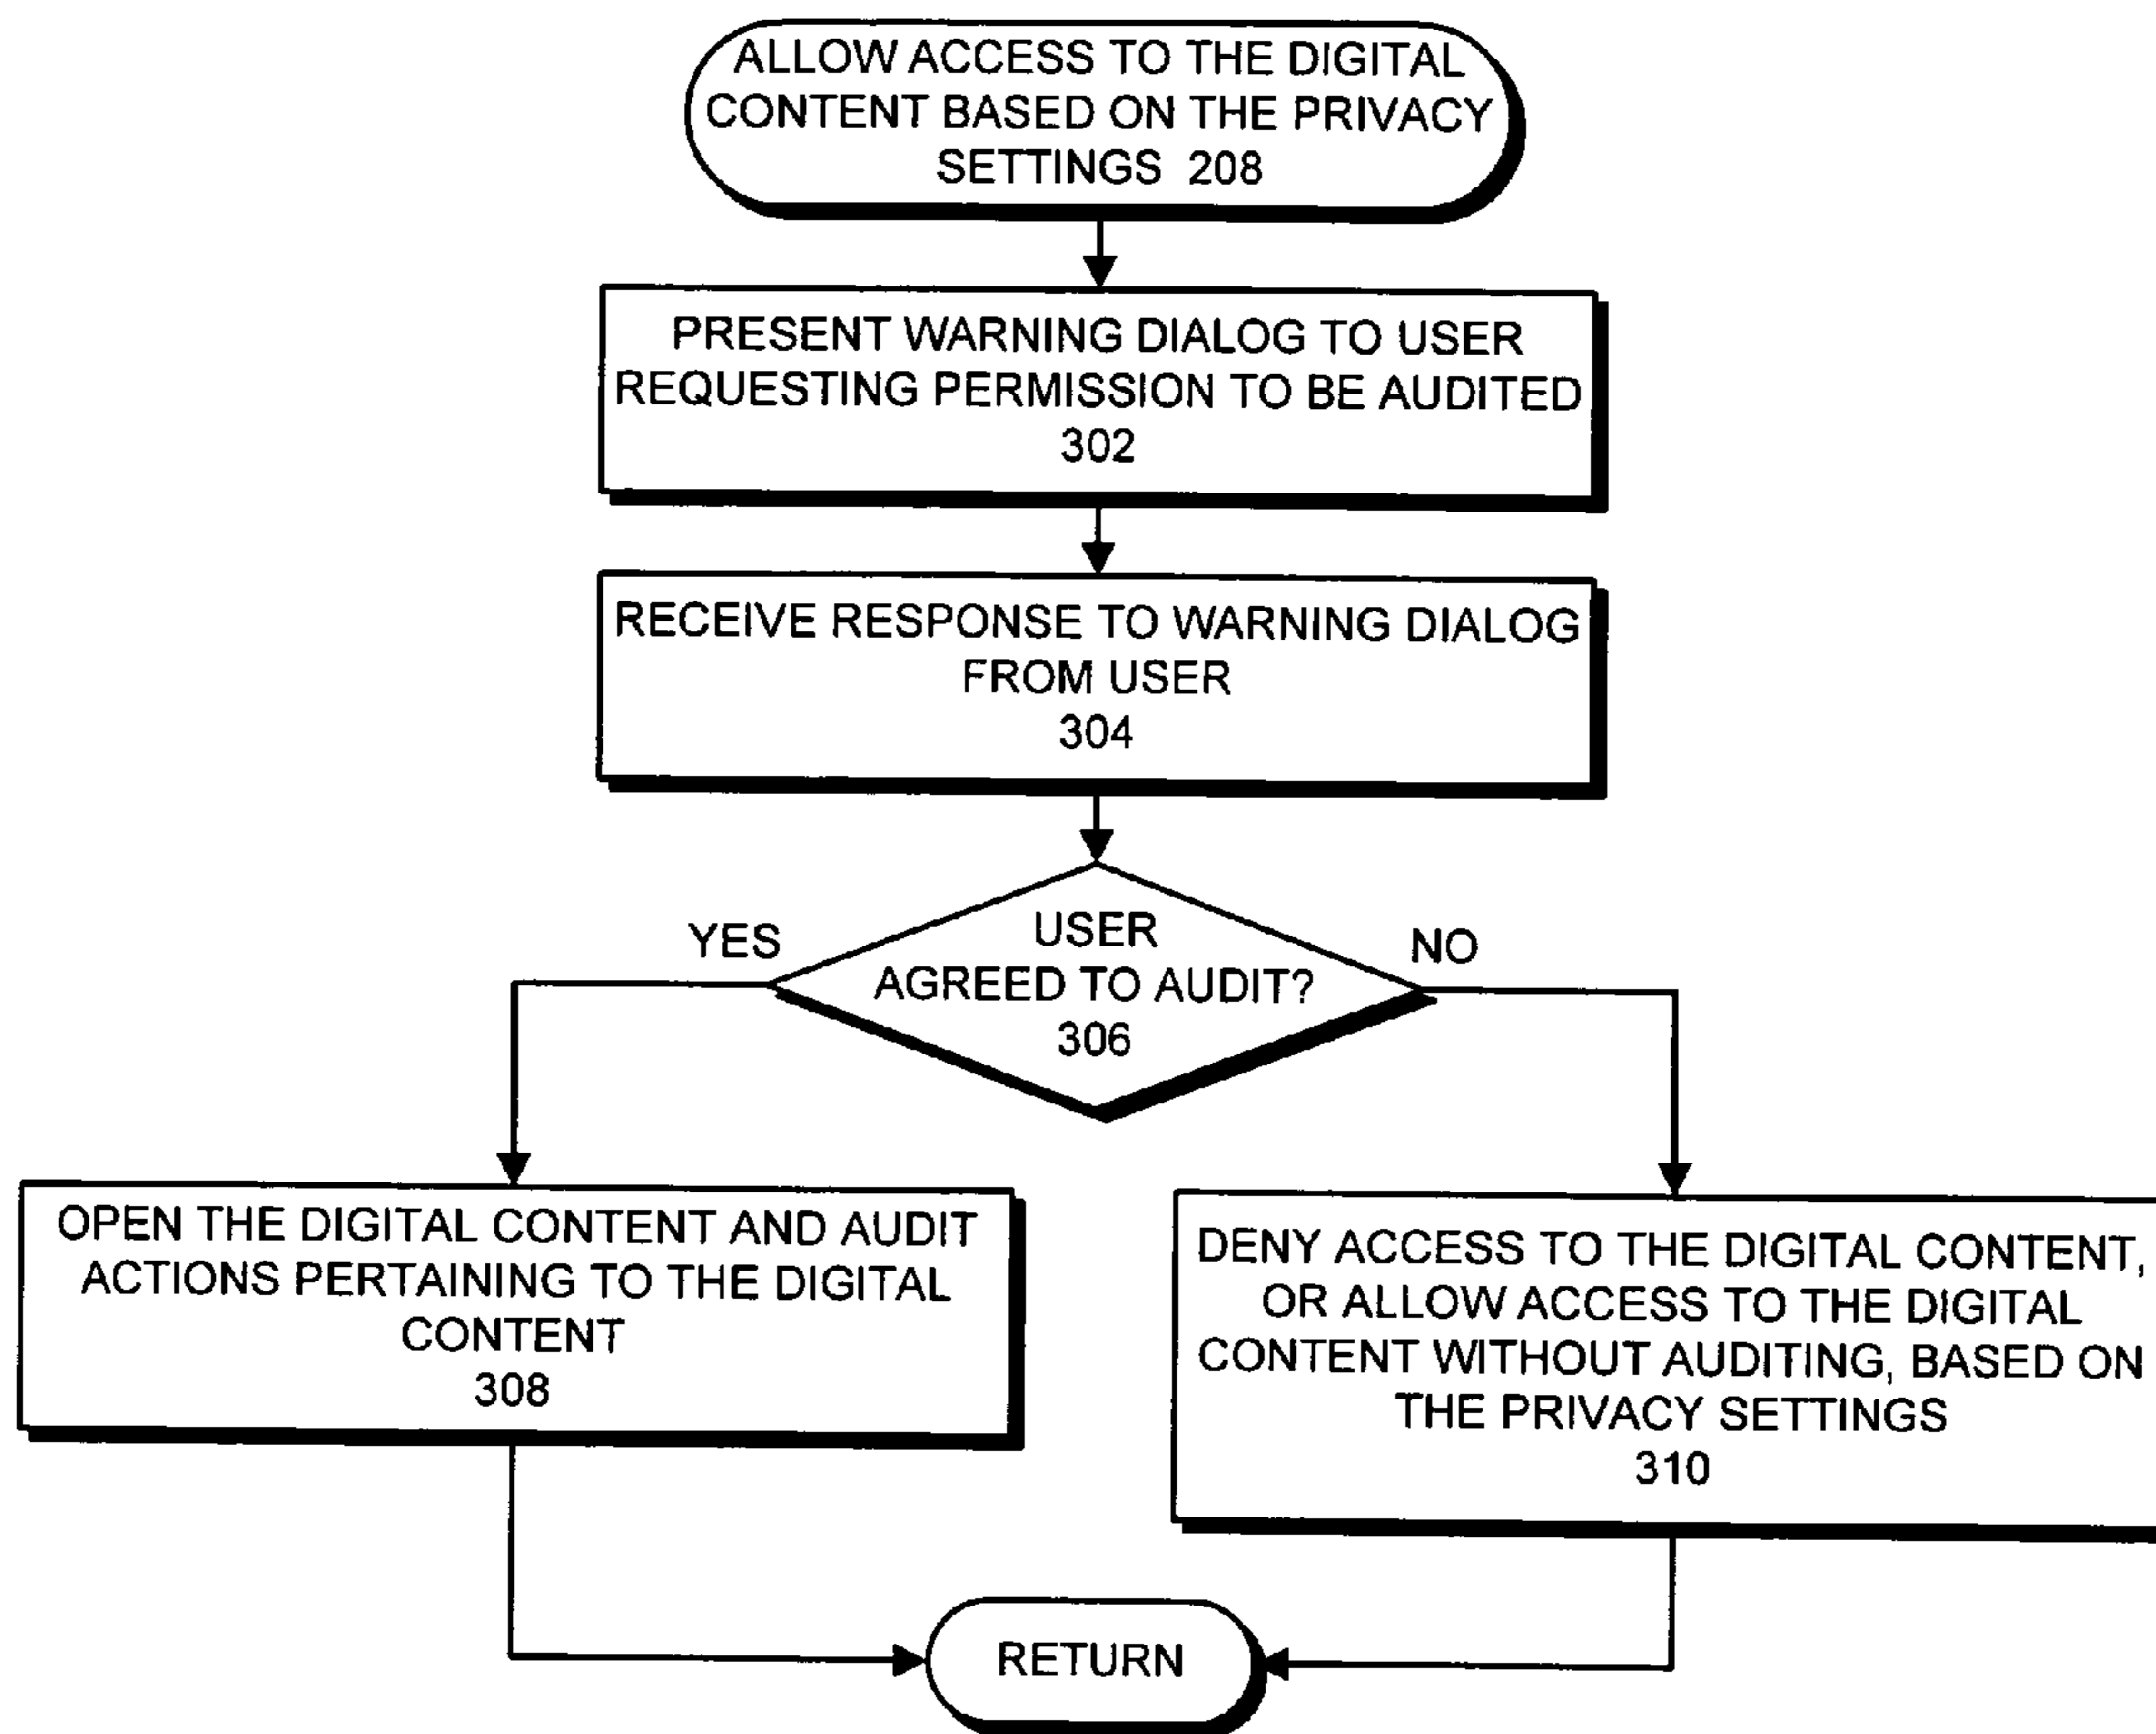 ALLOW ACCESS TO THE DIGITAL
CONTENT BASED ON THE PRIVACY
SETTINGS 208
PRESENT WARNING DIALOG TO USER
REQUESTING PERMISSION TO BE AUDITED
302
RECEIVE RESPONSE TO WARNING DIALOG
FROM USER
304
USER
AGREED TO AUDIT?
306
YES
NO
OPEN THE DIGITAL CONTENT AND AUDIT
ACTIONS PERTAINING TO THE DIGITAL
CONTENT
308
DENY ACCESS TO THE DIGITAL CONTENT,
OR ALLOW ACCESS TO THE DIGITAL
CONTENT WITHOUT AUDITING, BASED ON
THE PRIVACY SETTINGS
310
RETURN